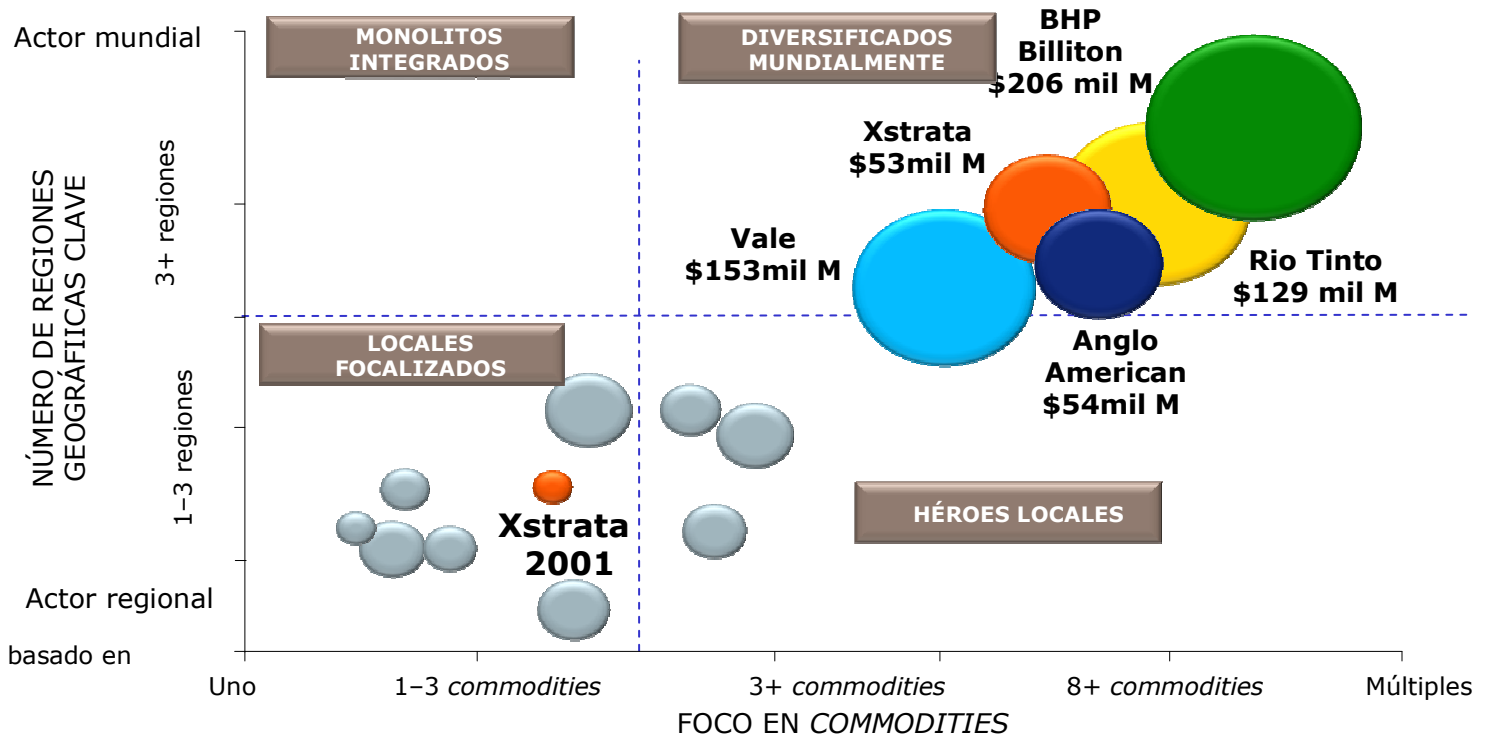 Actor mundial
MONOLITOS
INTEGRADOS
DIVERSIFICADOS
MUNDIALMENTE
BHP
Billiton
$206 mil M
Xstrata
$53mil M
Vale
$153mil M
Rio Tinto
$129 mil M
Anglo
American
$54mil M
NÚMERO DE REGIONES
GEOGRÁFIICAS CLAVE
3+ regiones
1–3 regiones
LOCALES
FOCALIZADOS
HÉROES LOCALES
Xstrata
2001
Actor regional
basado en
Uno
1–3 commodities
3+ commodities
8+ commodities
Múltiples
FOCO EN COMMODITIES